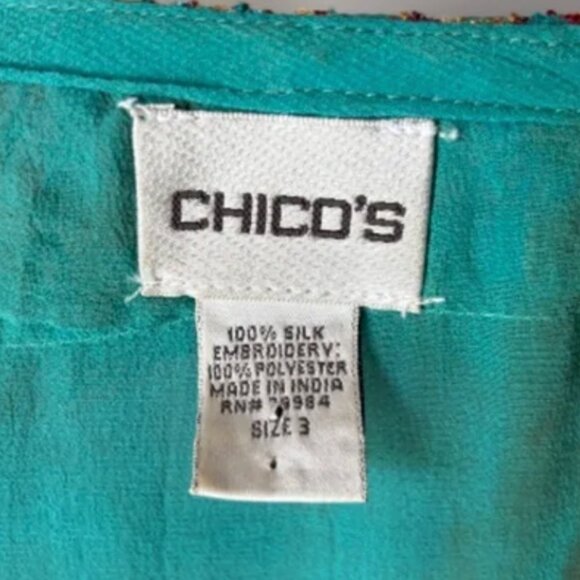 CHICO'S
100% SILK
EMBROIDERY:
100% POLYESTER
MADE IN INDIA
RN#
SIZE 3